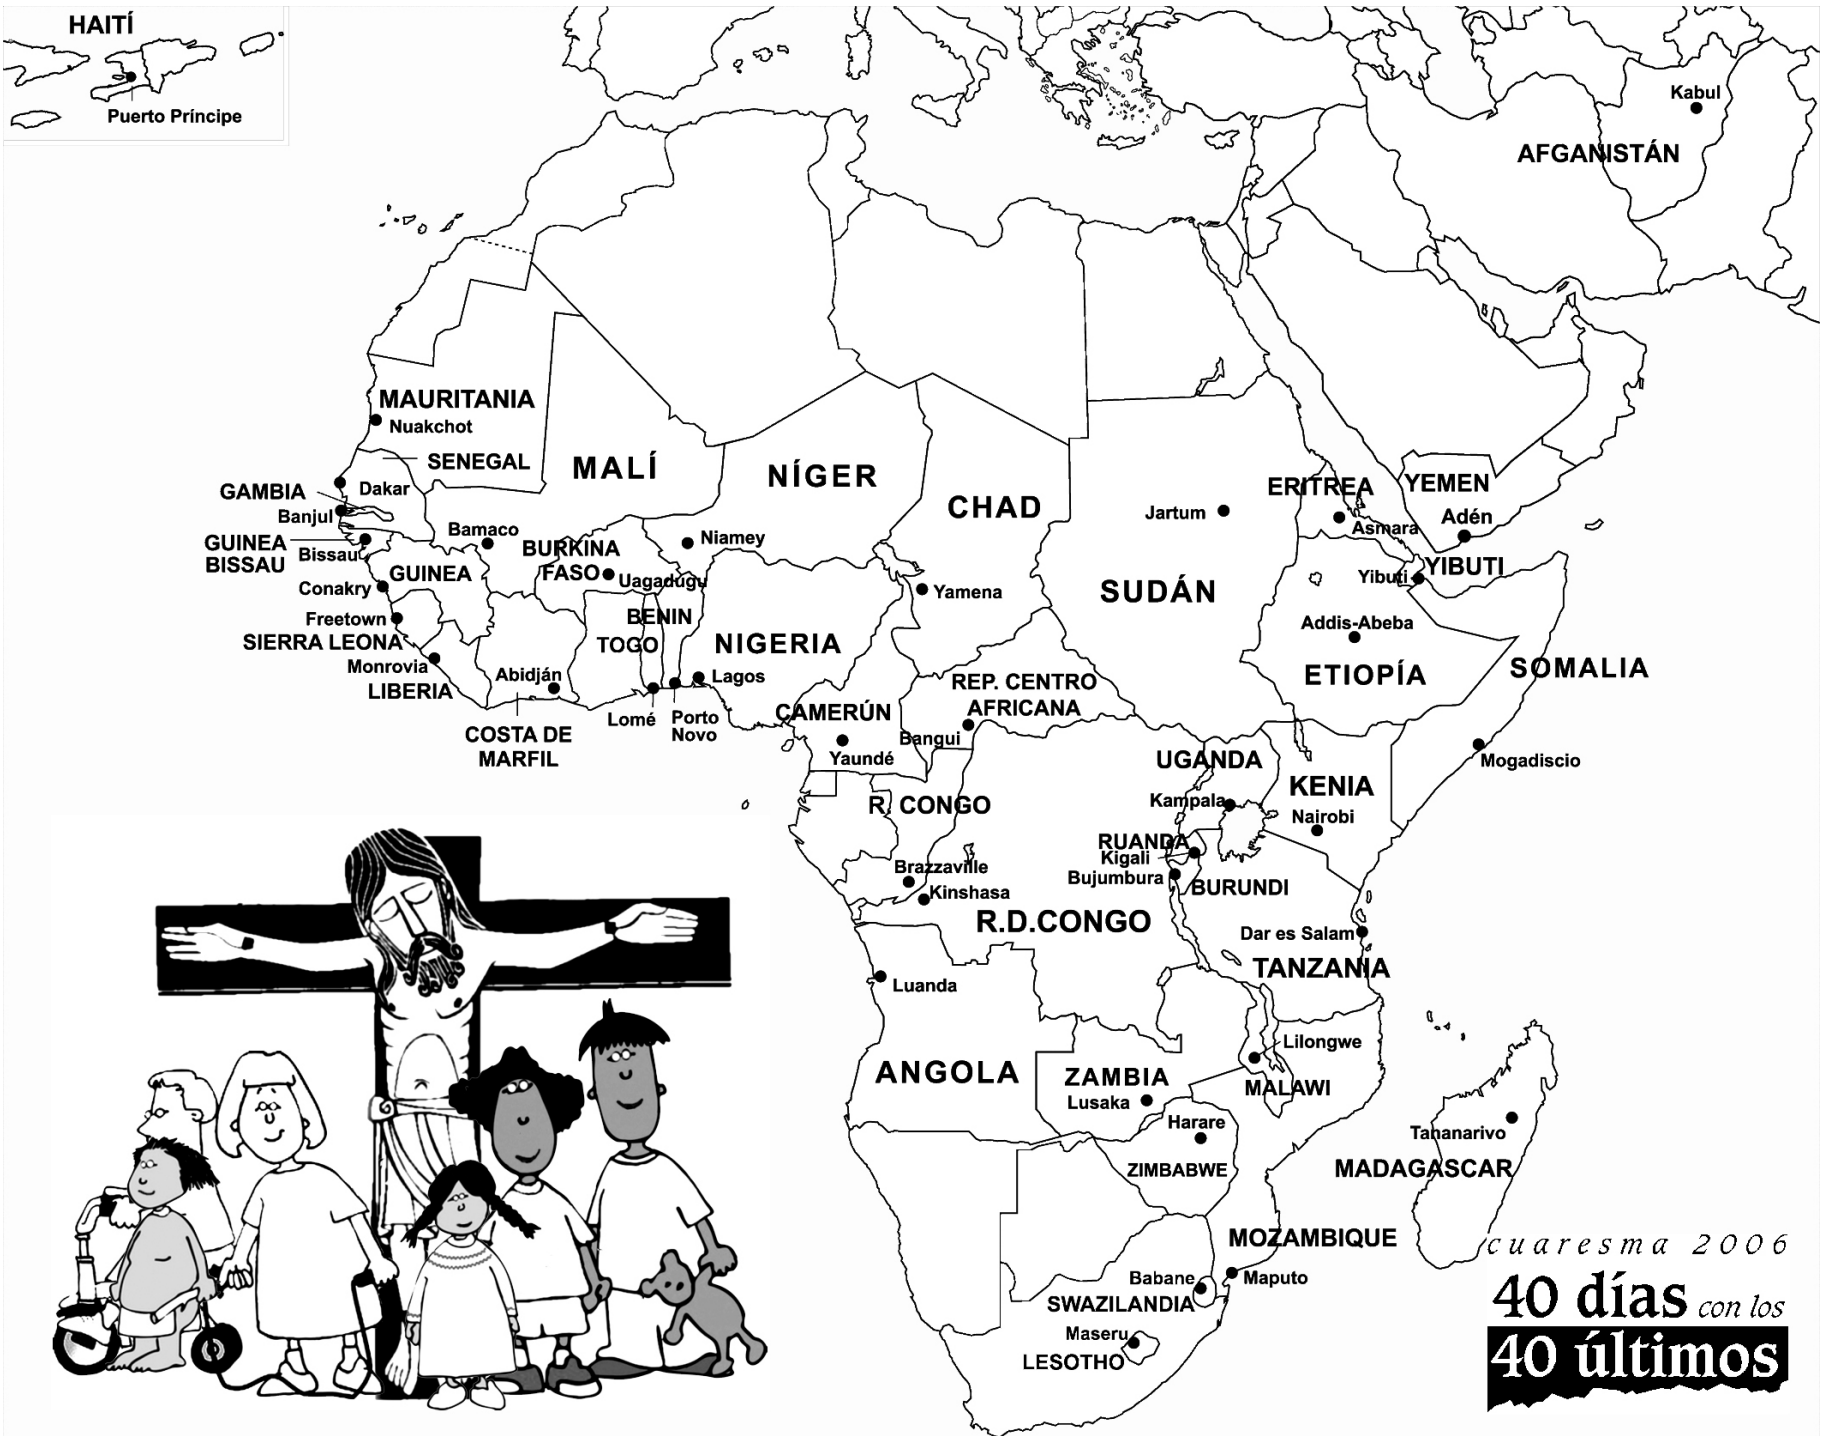 HAITÍ
Puerto Príncipe
Kabul
AFGANISTÁN
MAURITANIA
Nuakchot
SENEGAL
Dakar
GAMBIA
Banjul
GUINEA
BISSAU
Bissau
MALÍ
NÍGER
CHAD
Jartum
ERITREA
Asmara
YEMEN
Adén
Bamaco
BURKINA
FASO
Uagadugu
Niamey
GUINEA
Conakry
Freetown
SIERRA LEONA
Monrovia
LIBERIA
Abidján
COSTA DE
MARFIL
BENIN
TOGO
Lomé
Porto
Novo
NIGERIA
Lagos
Yamena
SUDÁN
YIBUTI
Yibuti
Addis-Abeba
ETIOPÍA
SOMALIA
Mogadiscio
REP. CENTRO
AFRICANA
Bangui
CAMERÚN
Yaundé
R. CONGO
Brazzaville
Kinshasa
R.D.CONGO
UGANDA
Kampala
KENIA
Nairobi
RUANDA
Kigali
Bujumbura
BURUNDI
Dar es Salam
TANZANIA
Luanda
ANGOLA
ZAMBIA
Lusaka
Lilongwe
MALAWI
Harare
ZIMBABWE
Tananarivo
MADAGASCAR
MOZAMBIQUE
Maputo
Babane
SWAZILANDIA
Maseru
LESOTHO
cuaresma 2006
40 días con los
40 últimos